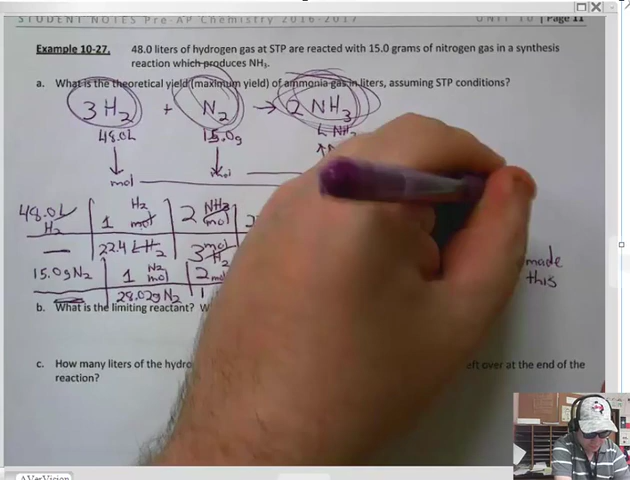 STUDENT NOTES Pre-AP Chemistry 2016-2017 UNIT 10 | Page 11
Example 10-27. 48.0 liters of hydrogen gas at STP are reacted with 15.0 grams of nitrogen gas in a synthesis
reaction which produces NH₃.
a. What is the theoretical yield (maximum yield) of ammonia gas in liters, assuming STP conditions?
3H₂ + N₂ → 2NH₃
48.0L 15.0g L NH₃
mol
48.0L H₂ 1 H₂ mol 2 NH₃ mol
22.4 L H₂ 3 mol H₂
made
this
15.0g N₂ 1 N₂ mol 2 mol
28.02g N₂ 1
b. What is the limiting reactant?
c. How many liters of the hydro eft over at the end of the
reaction?
AVerVision